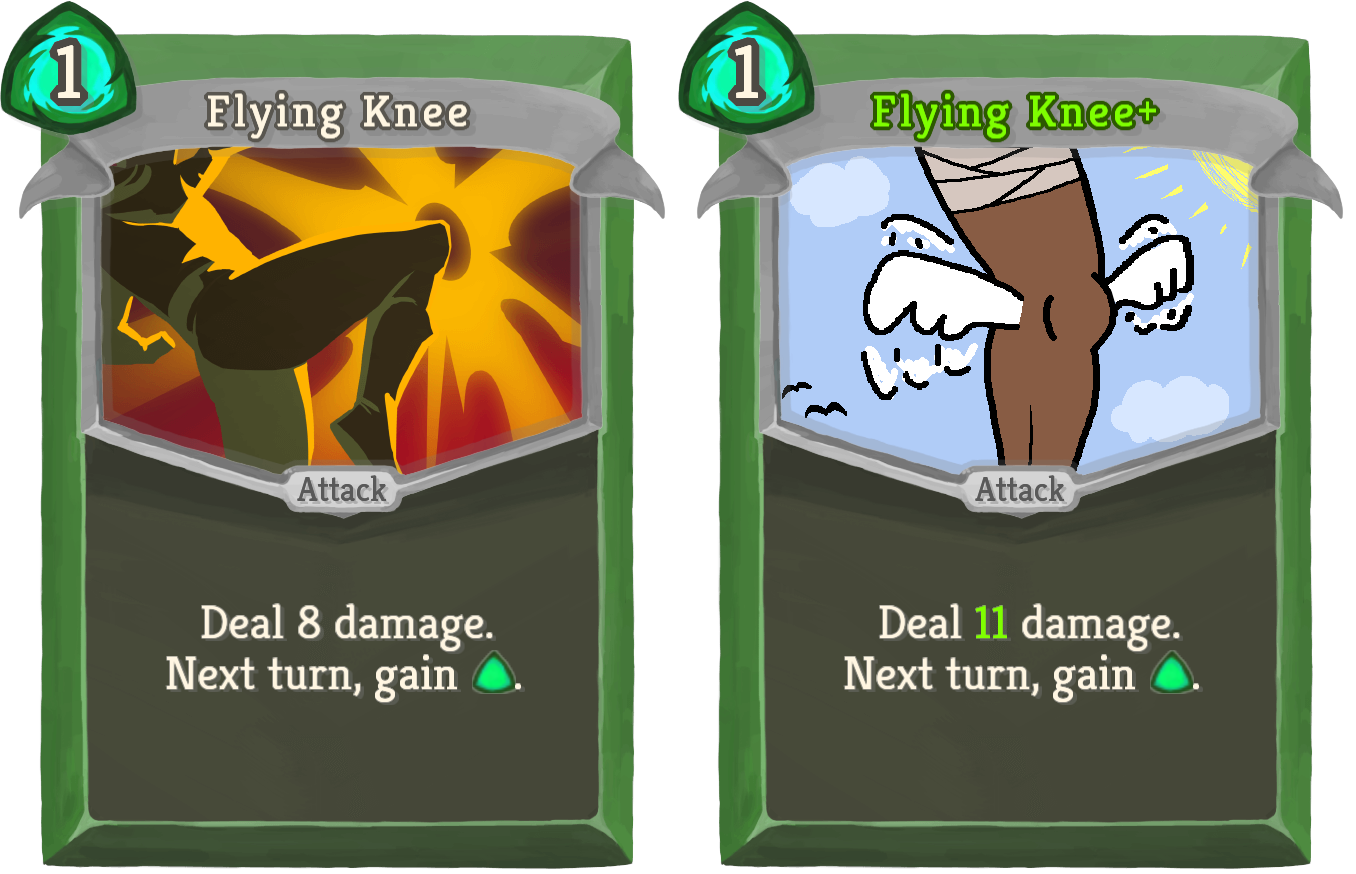 1
Flying Knee
Attack
Deal 8 damage.
Next turn, gain .
1
Flying Knee+
Attack
Deal 11 damage.
Next turn, gain .